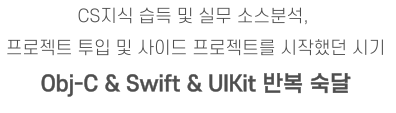 CS지식 습득 및 실무 소스분석,
프로젝트 투입 및 사이드 프로젝트를 시작했던 시기
Obj-C & Swift & UIKit 반복 숙달